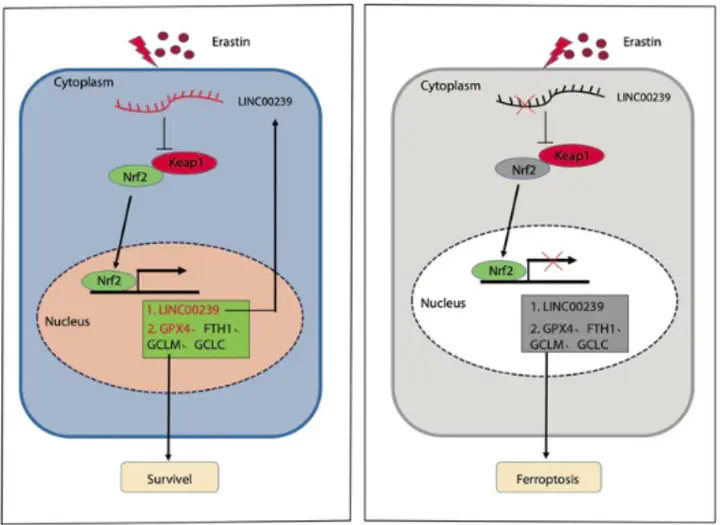 Erastin
Cytoplasm
LINC00239
Keap1
Nrf2
Nrf2
Nucleus
1. LINC00239
2. GPX4、FTH1、
GCLM、GCLC
Survivel
Erastin
Cytoplasm
LINC00239
Keap1
Nrf2
Nrf2
Nucleus
1. LINC00239
2. GPX4、FTH1、
GCLM、GCLC
Ferroptosis